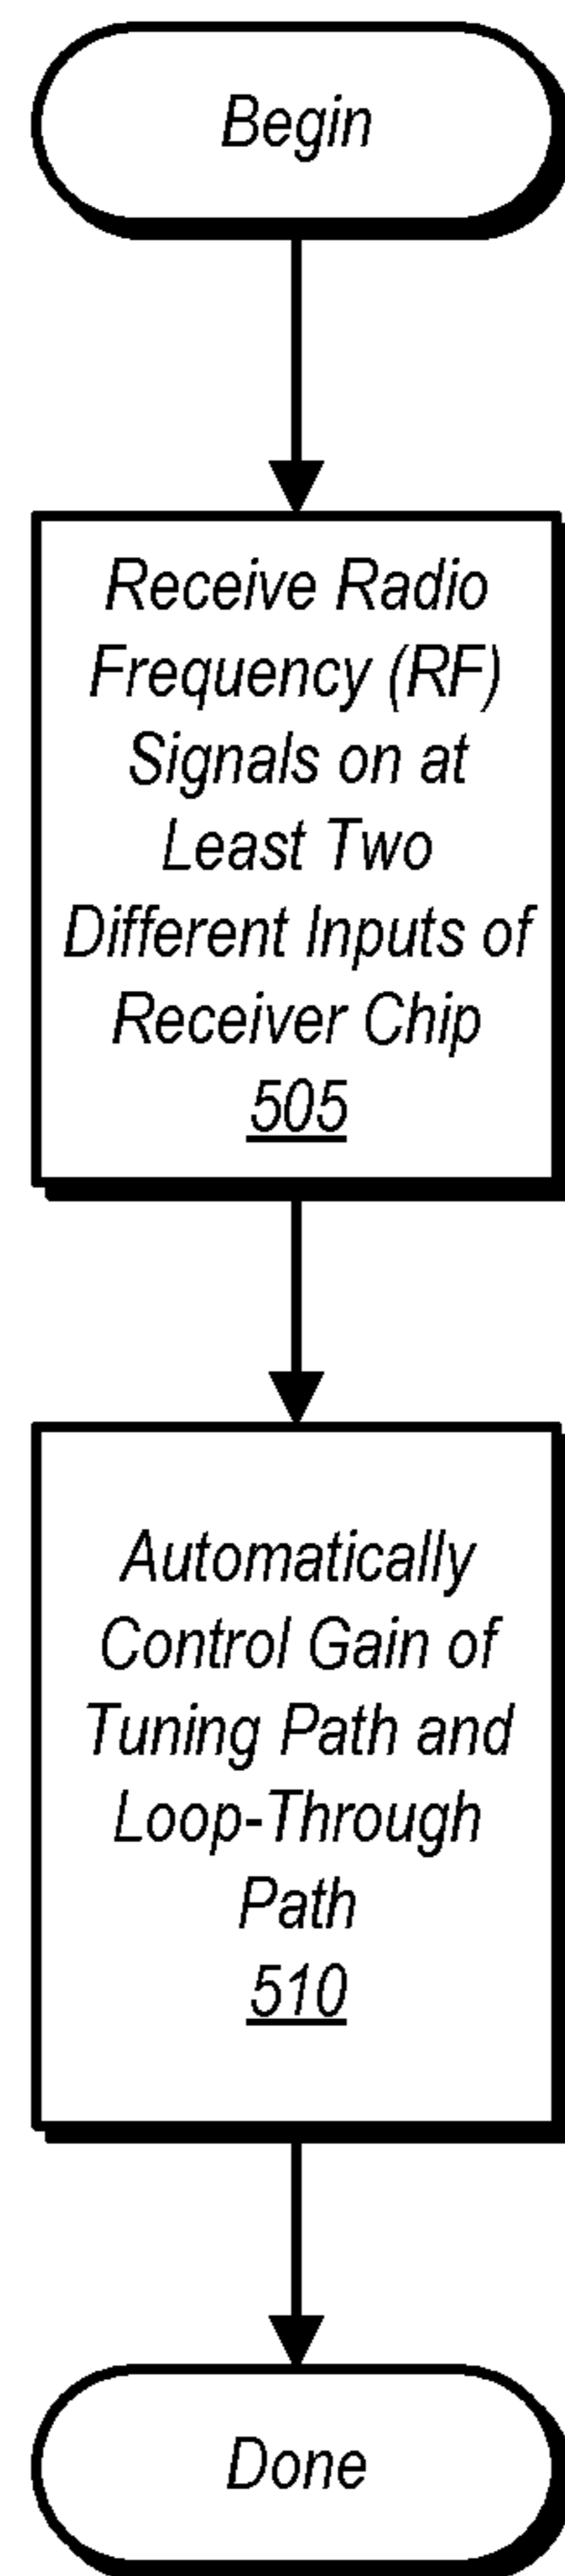 Begin
Receive Radio
Frequency (RF)
Signals on at
Least Two
Different Inputs of
Receiver Chip
505
Automatically
Control Gain of
Tuning Path and
Loop-Through
Path
510
Done